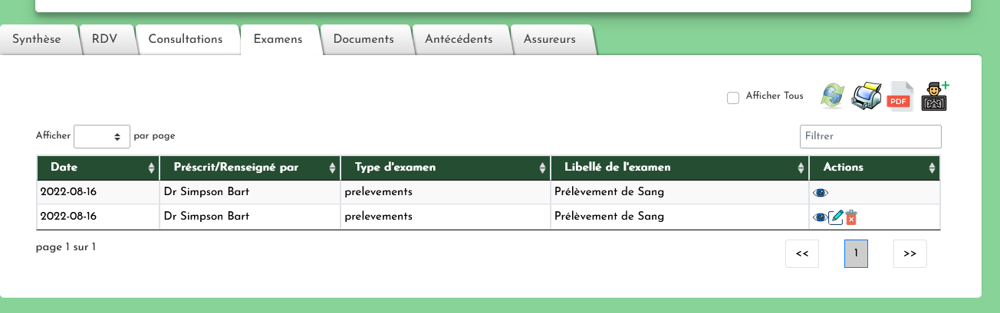 Synthèse RDV Consultations Examens Documents Antécédents Assureurs
Afficher Tous
PDF
Afficher par page
Filtrer
Date Préscrit/Renseigné par Type d'examen Libellé de l'examen Actions
2022-08-16 Dr Simpson Bart prelevements Prélèvement de Sang
2022-08-16 Dr Simpson Bart prelevements Prélèvement de Sang
page 1 sur 1
<< 1 >>